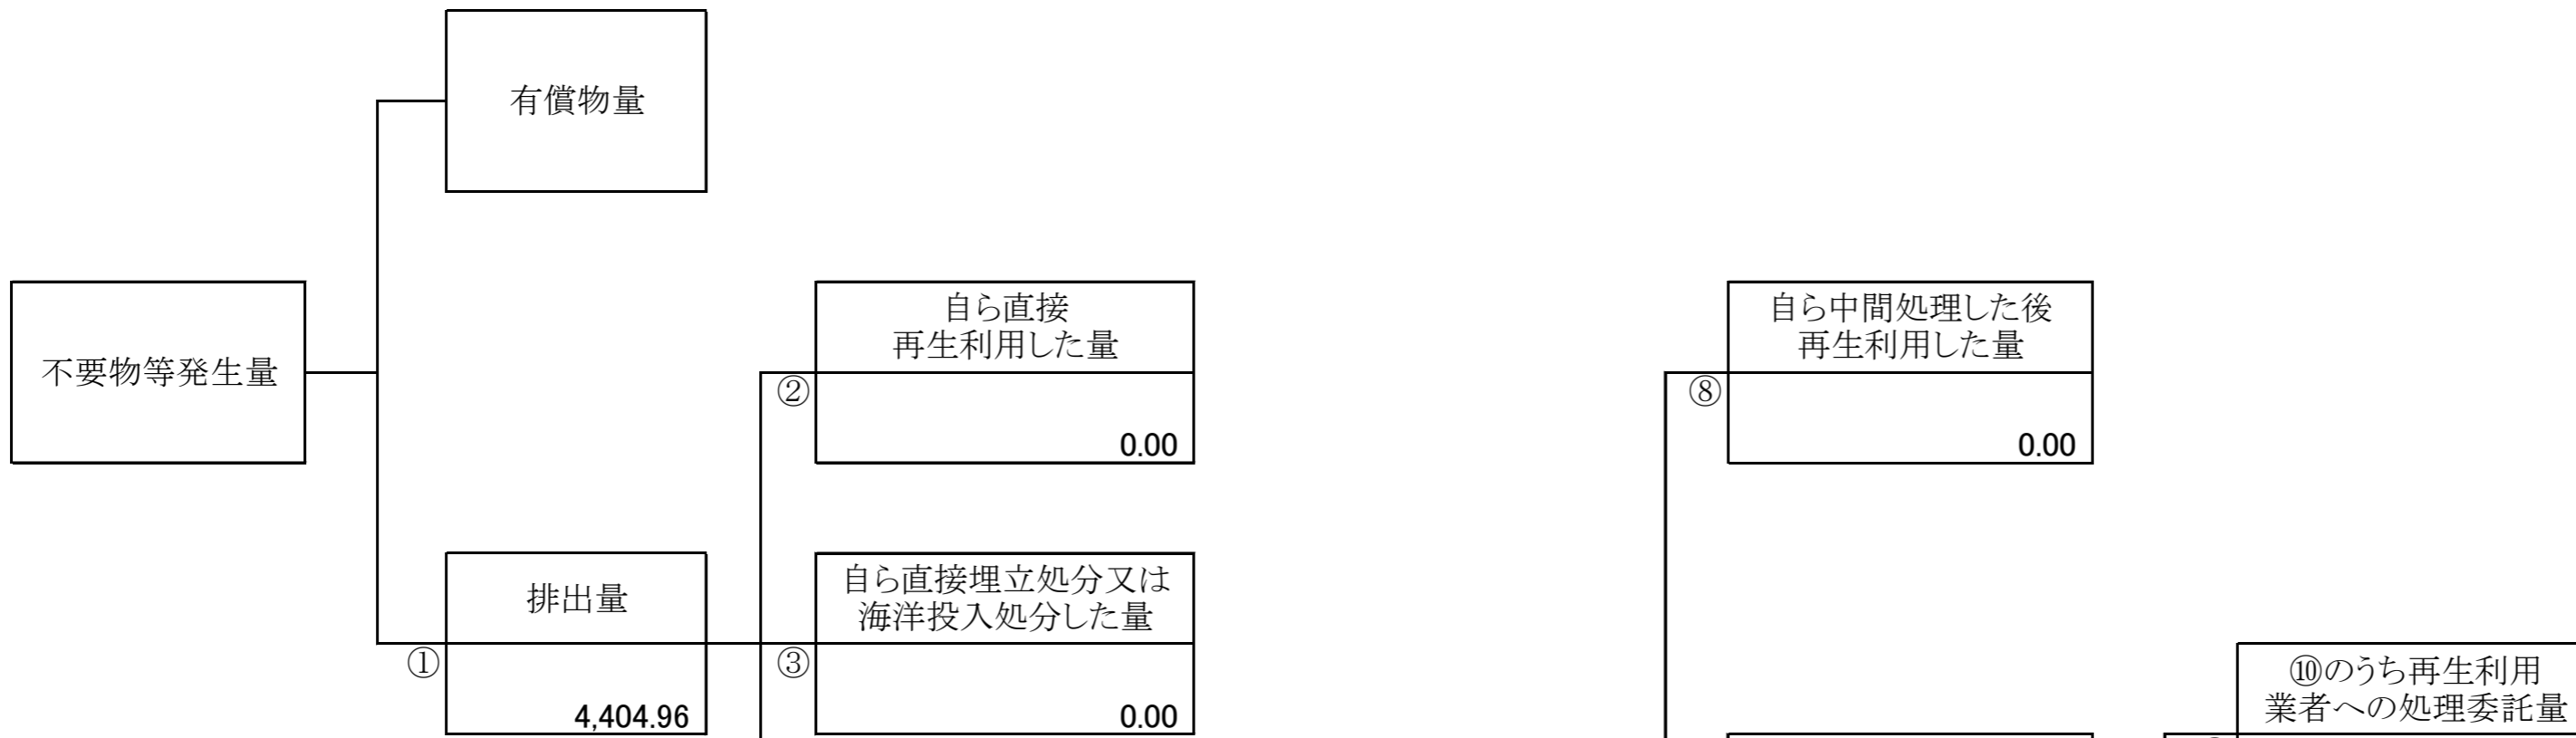 有償物量
不要物等発生量
自ら直接
再生利用した量
②
0.00
自ら中間処理した後
再生利用した量
⑧
0.00
排出量
①
4,404.96
自ら直接埋立処分又は
海洋投入処分した量
③
0.00
⑩のうち再生利用
業者への処理委託量